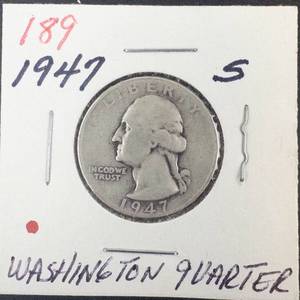 189
1947 S
LIBERTY
IN GOD WE
TRUST
1947
WASHINGTON QUARTER